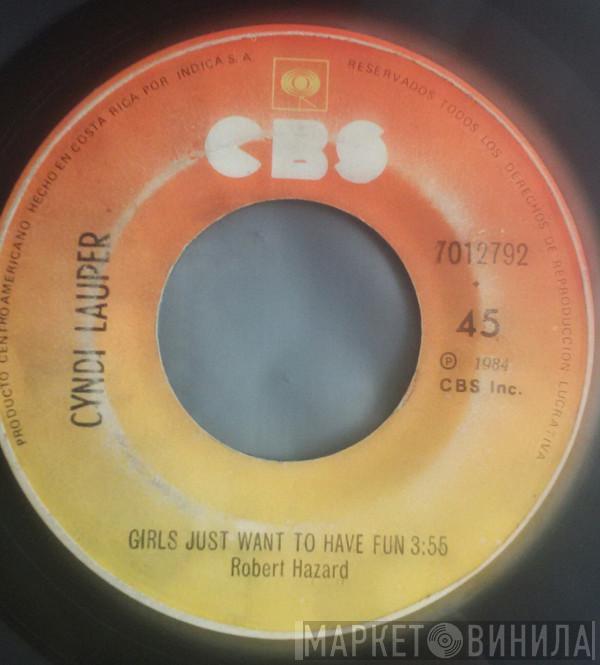 PRODUCTO CENTROAMERICANO HECHO EN COSTA RICA POR INDICA S.A.
RESERVADOS TODOS LOS DERECHOS DE REPRODUCCION LUCRATIVA
CBS
CYNDI LAUPER
7012792
45
Ⓟ 1984
CBS Inc.
GIRLS JUST WANT TO HAVE FUN 3:55
Robert Hazard
МАРКЕТ ВИНИЛА